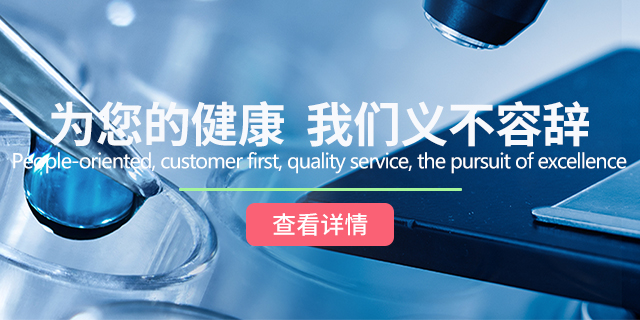 为您的健康 我们义不容辞
People-oriented, customer first, quality service, the pursuit of excellence
查看详情